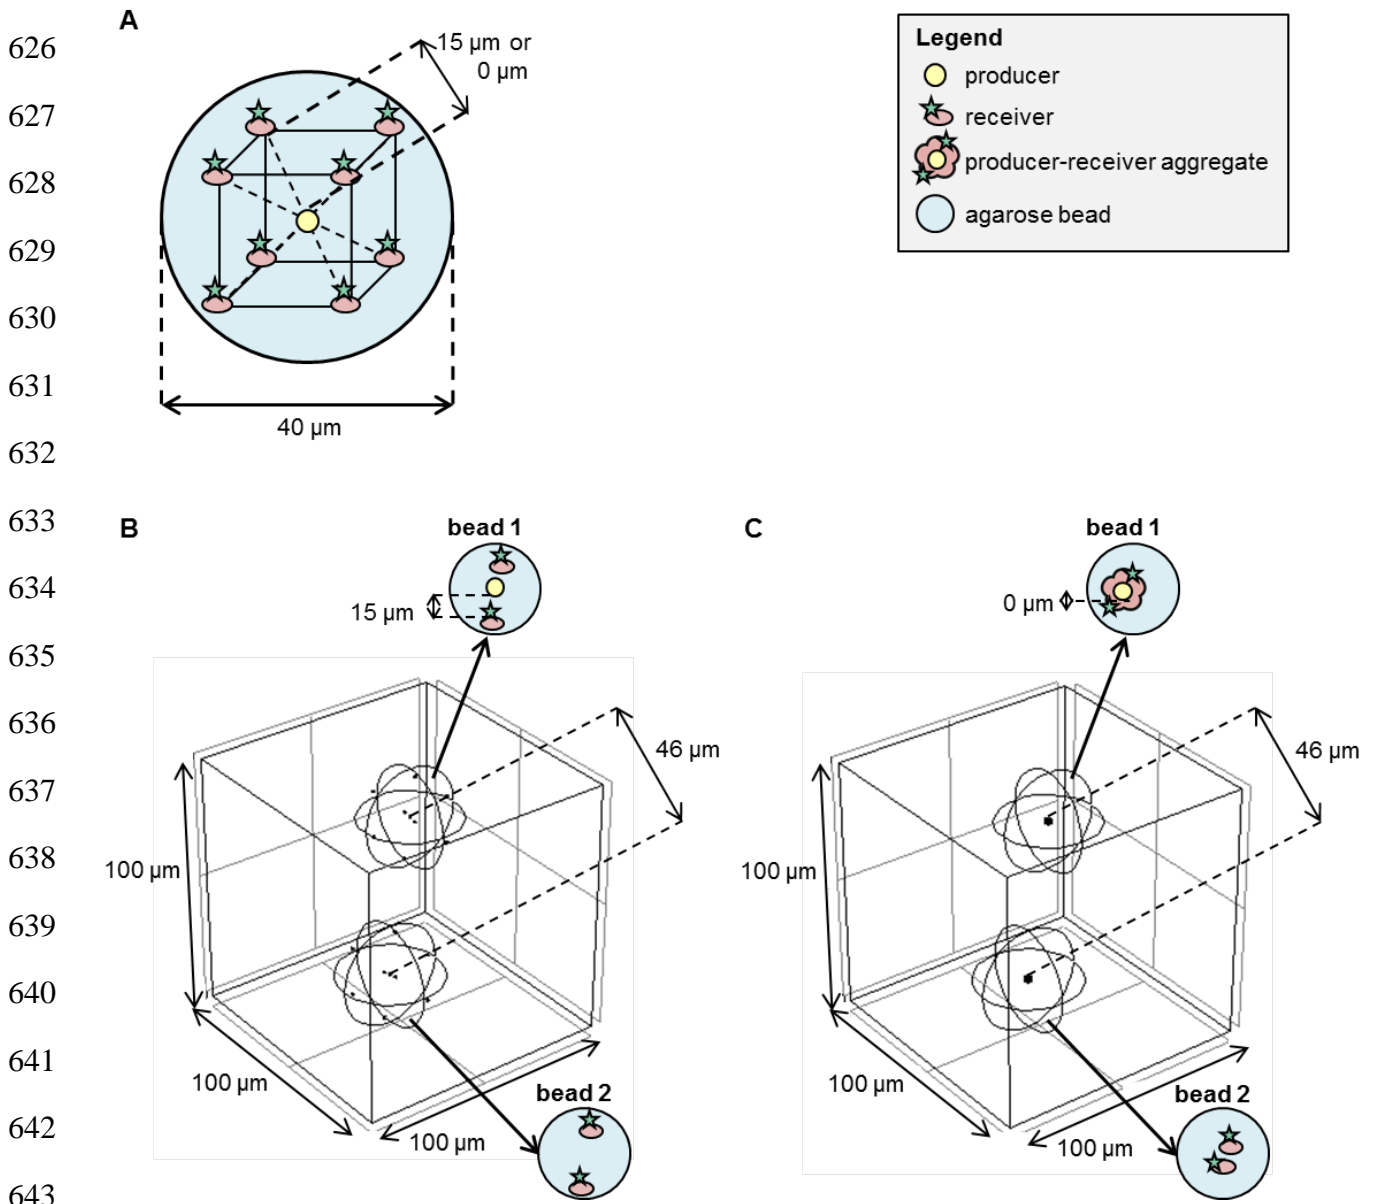 A
15 µm or
0 µm
Legend
626
producer
627
receiver
628
producer-receiver aggregate
629
agarose bead
630
631
40 µm
632
633
B
bead 1
C
bead 1
634
15 µm
0 µm
635
636
46 µm
46 µm
637
638
100 µm
100 µm
639
640
641
100 µm
100 µm
bead 2
bead 2
642
100 µm
100 µm
643